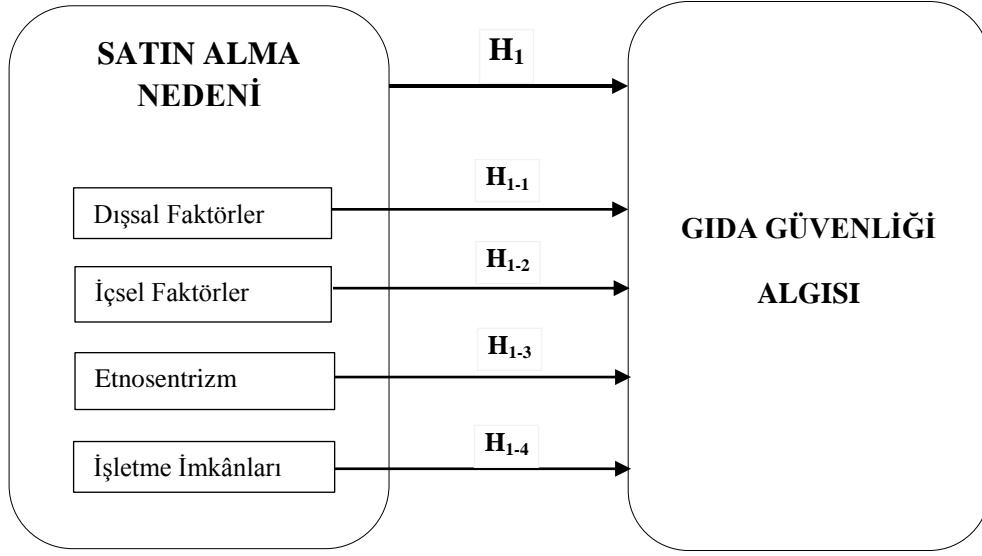 SATIN ALMA
NEDENİ
H1
H1-1
Dışsal Faktörler
H1-2
İçsel Faktörler
H1-3
Etnosentrizm
H1-4
İşletme İmkânları
GIDA GÜVENLİĞİ
ALGISI